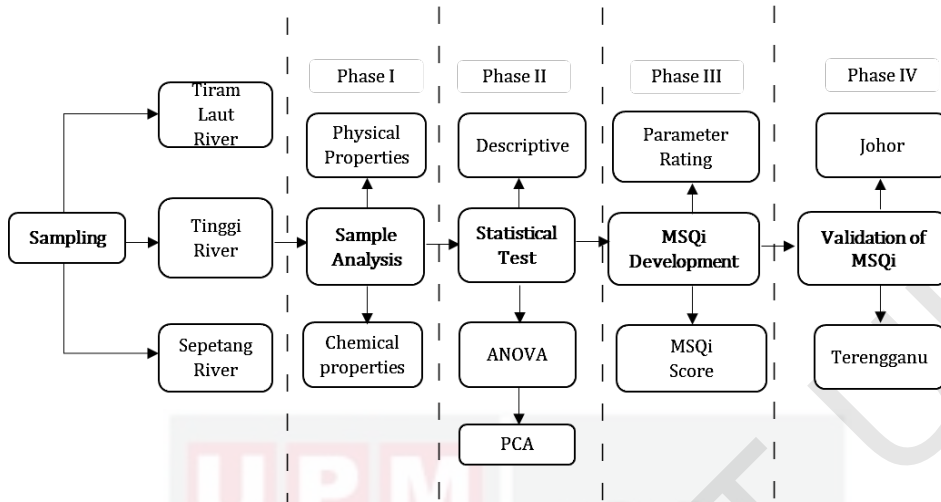 Phase I
Phase II
Phase III
Phase IV
Tiram
Laut
River
Physical
Properties
Descriptive
Parameter
Rating
Johor
Sampling
Tinggi
River
Sample
Analysis
Statistical
Test
MSQi
Development
Validation of
MSQi
Sepetang
River
Chemical
properties
ANOVA
MSQi
Score
Terengganu
PCA
UPM